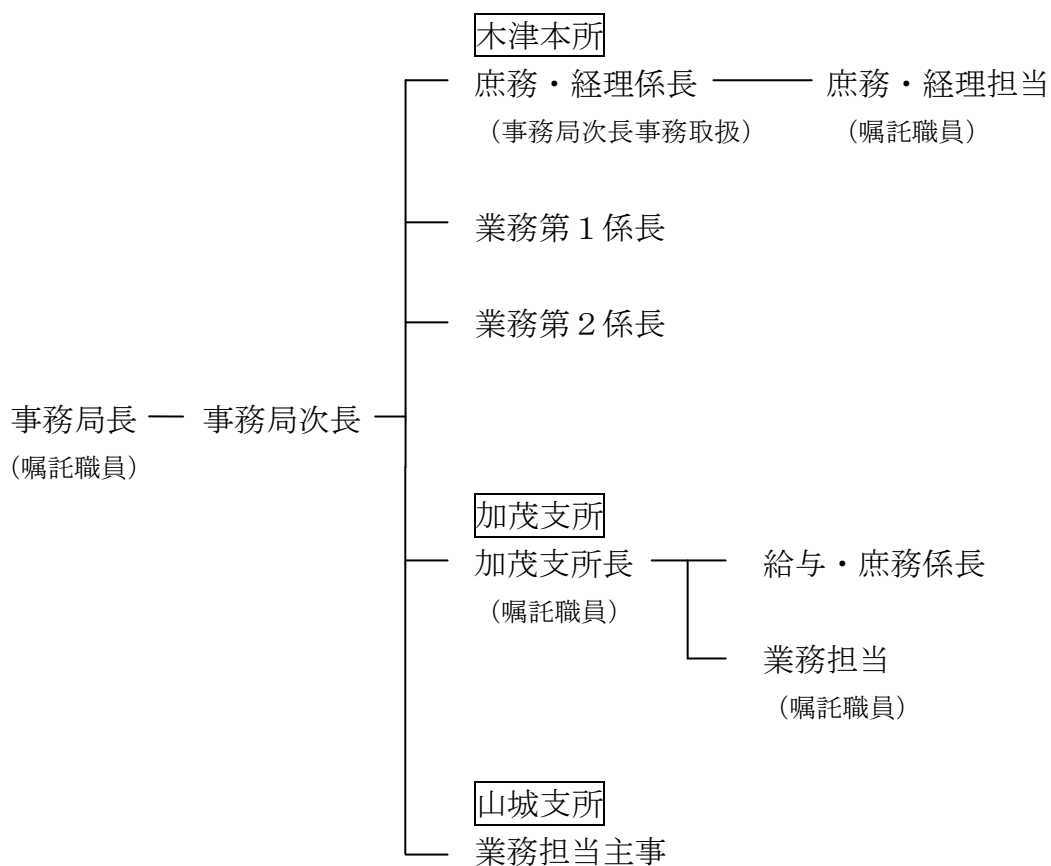 木津本所
庶務・経理係長 庶務・経理担当
（事務局次長事務取扱） （嘱託職員）
業務第１係長
業務第２係長
事務局長 事務局次長
（嘱託職員）
加茂支所
加茂支所長 給与・庶務係長
（嘱託職員）
業務担当
（嘱託職員）
山城支所
業務担当主事